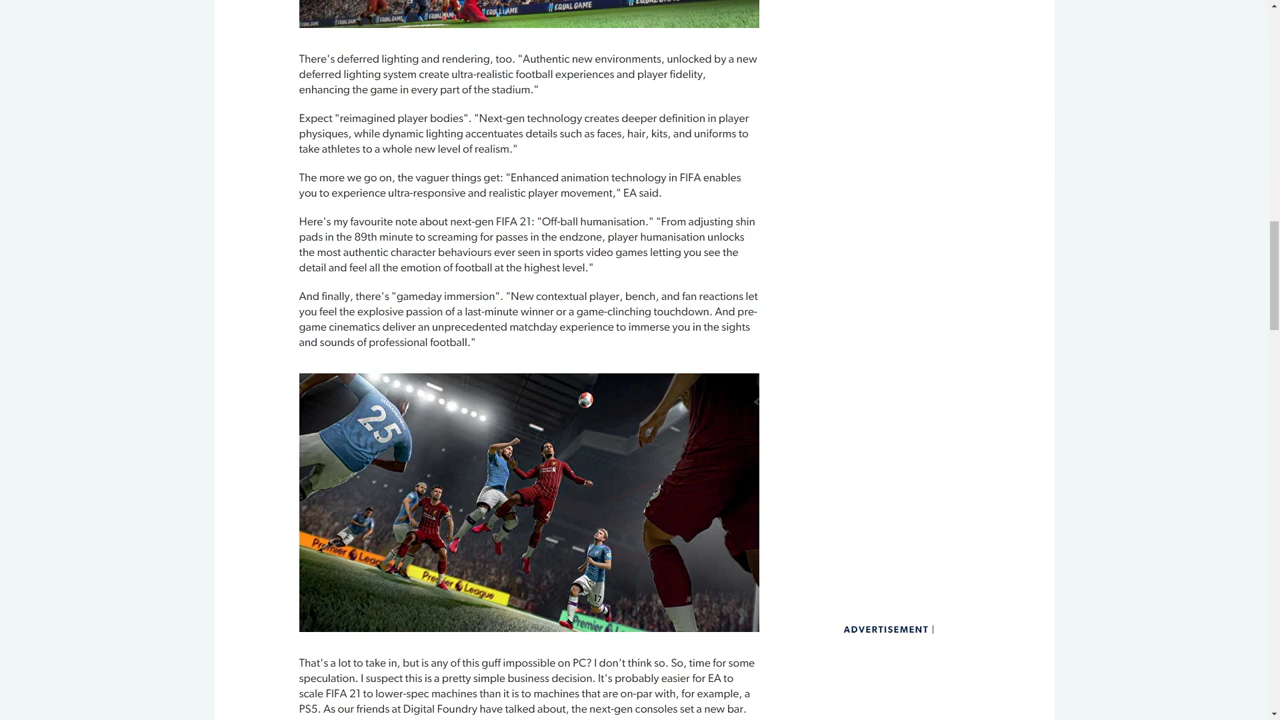 #EQUAL GAME
#EQUAL GAME
There's deferred lighting and rendering, too. "Authentic new environments, unlocked by a new
deferred lighting system create ultra-realistic football experiences and player fidelity,
enhancing the game in every part of the stadium."
Expect "reimagined player bodies". "Next-gen technology creates deeper definition in player
physiques, while dynamic lighting accentuates details such as faces, hair, kits, and uniforms to
take athletes to a whole new level of realism."
The more we go on, the vaguer things get: "Enhanced animation technology in FIFA enables
you to experience ultra-responsive and realistic player movement," EA said.
Here's my favourite note about next-gen FIFA 21: "Off-ball humanisation." "From adjusting shin
pads in the 89th minute to screaming for passes in the endzone, player humanisation unlocks
the most authentic character behaviours ever seen in sports video games letting you see the
detail and feel all the emotion of football at the highest level."
And finally, there's "gameday immersion". "New contextual player, bench, and fan reactions let
you feel the explosive passion of a last-minute winner or a game-clinching touchdown. And pre-
game cinematics deliver an unprecedented matchday experience to immerse you in the sights
and sounds of professional football."
25
17
Premier League
Premier League
Premier
ADVERTISEMENT |
That's a lot to take in, but is any of this guff impossible on PC? I don't think so. So, time for some
speculation. I suspect this is a pretty simple business decision. It's probably easier for EA to
scale FIFA 21 to lower-spec machines than it is to machines that are on-par with, for example, a
PS5. As our friends at Digital Foundry have talked about, the next-gen consoles set a new bar.